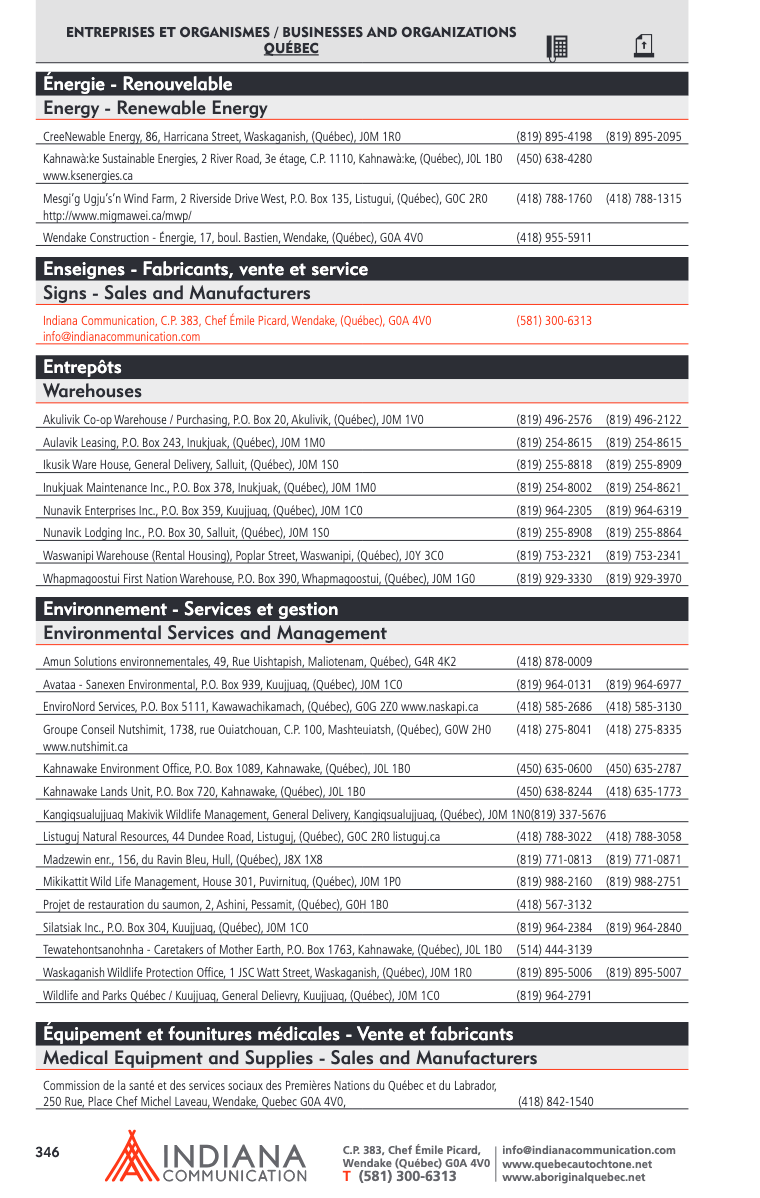 ENTREPRISES ET ORGANISMES / BUSINESSES AND ORGANIZATIONS
QUÉBEC
Énergie - Renouvelable
Energy - Renewable Energy
CreeNewable Energy, 86, Harricana Street, Waskaganish, (Québec), J0M 1R0 (819) 895-4198 (819) 895-2095
Kahnawà:ke Sustainable Energies, 2 River Road, 3e étage, C.P. 1110, Kahnawà:ke, (Québec), J0L 1B0 (450) 638-4280
www.ksenergies.ca
Mesgi’g Ugju’s’n Wind Farm, 2 Riverside Drive West, P.O. Box 135, Listugui, (Québec), G0C 2R0 (418) 788-1760 (418) 788-1315
http://www.migmawei.ca/mwp/
Wendake Construction - Énergie, 17, boul. Bastien, Wendake, (Québec), G0A 4V0 (418) 955-5911
Enseignes - Fabricants, vente et service
Signs - Sales and Manufacturers
Indiana Communication, C.P. 383, Chef Émile Picard, Wendake, (Québec), G0A 4V0 (581) 300-6313
info@indianacommunication.com
Entrepôts
Warehouses
Akulivik Co-op Warehouse / Purchasing, P.O. Box 20, Akulivik, (Québec), J0M 1V0 (819) 496-2576 (819) 496-2122
Aulavik Leasing, P.O. Box 243, Inukjuak, (Québec), J0M 1M0 (819) 254-8615 (819) 254-8615
Ikusik Ware House, General Delivery, Salluit, (Québec), J0M 1S0 (819) 255-8818 (819) 255-8909
Inukjuak Maintenance Inc., P.O. Box 378, Inukjuak, (Québec), J0M 1M0 (819) 254-8002 (819) 254-8621
Nunavik Enterprises Inc., P.O. Box 359, Kuujjuaq, (Québec), J0M 1C0 (819) 964-2305 (819) 964-6319
Nunavik Lodging Inc., P.O. Box 30, Salluit, (Québec), J0M 1S0 (819) 255-8908 (819) 255-8864
Waswanipi Warehouse (Rental Housing), Poplar Street, Waswanipi, (Québec), J0Y 3C0 (819) 753-2321 (819) 753-2341
Whapmagoostui First Nation Warehouse, P.O. Box 390, Whapmagoostui, (Québec), J0M 1G0 (819) 929-3330 (819) 929-3970
Environnement - Services et gestion
Environmental Services and Management
Amun Solutions environnementales, 49, Rue Uishtapish, Maliotenam, Québec), G4R 4K2 (418) 878-0009
Avataa - Sanexen Environmental, P.O. Box 939, Kuujjuaq, (Québec), J0M 1C0 (819) 964-0131 (819) 964-6977
EnviroNord Services, P.O. Box 5111, Kawawachikamach, (Québec), G0G 2Z0 www.naskapi.ca (418) 585-2686 (418) 585-3130
Groupe Conseil Nutshimit, 1738, rue Ouiatchouan, C.P. 100, Mashteuiatsh, (Québec), G0W 2H0 (418) 275-8041 (418) 275-8335
www.nutshimit.ca
Kahnawake Environment Office, P.O. Box 1089, Kahnawake, (Québec), J0L 1B0 (450) 635-0600 (450) 635-2787
Kahnawake Lands Unit, P.O. Box 720, Kahnawake, (Québec), J0L 1B0 (450) 638-8244 (418) 635-1773
Kangiqsualujjuaq Makivik Wildlife Management, General Delivery, Kangiqsualujjuaq, (Québec), J0M 1N0(819) 337-5676
Listuguj Natural Resources, 44 Dundee Road, Listuguj, (Québec), G0C 2R0 listuguj.ca (418) 788-3022 (418) 788-3058
Madzewin enr., 156, du Ravin Bleu, Hull, (Québec), J8X 1X8 (819) 771-0813 (819) 771-0871
Mikikattit Wild Life Management, House 301, Puvirnituq, (Québec), J0M 1P0 (819) 988-2160 (819) 988-2751
Projet de restauration du saumon, 2, Ashini, Pessamit, (Québec), G0H 1B0 (418) 567-3132
Silatsiak Inc., P.O. Box 304, Kuujjuaq, (Québec), J0M 1C0 (819) 964-2384 (819) 964-2840
Tewatehontsanohnha - Caretakers of Mother Earth, P.O. Box 1763, Kahnawake, (Québec), J0L 1B0 (514) 444-3139
Waskaganish Wildlife Protection Office, 1 JSC Watt Street, Waskaganish, (Québec), J0M 1R0 (819) 895-5006 (819) 895-5007
Wildlife and Parks Québec / Kuujjuaq, General Delievry, Kuujjuaq, (Québec), J0M 1C0 (819) 964-2791
Équipement et founitures médicales - Vente et fabricants
Medical Equipment and Supplies - Sales and Manufacturers
Commission de la santé et des services sociaux des Premières Nations du Québec et du Labrador,
250 Rue, Place Chef Michel Laveau, Wendake, Quebec G0A 4V0, (418) 842-1540
346
INDIANA
COMMUNICATION
C.P. 383, Chef Émile Picard,
Wendake (Québec) G0A 4V0
T (581) 300-6313
info@indianacommunication.com
www.quebecautochtone.net
www.aboriginalquebec.net